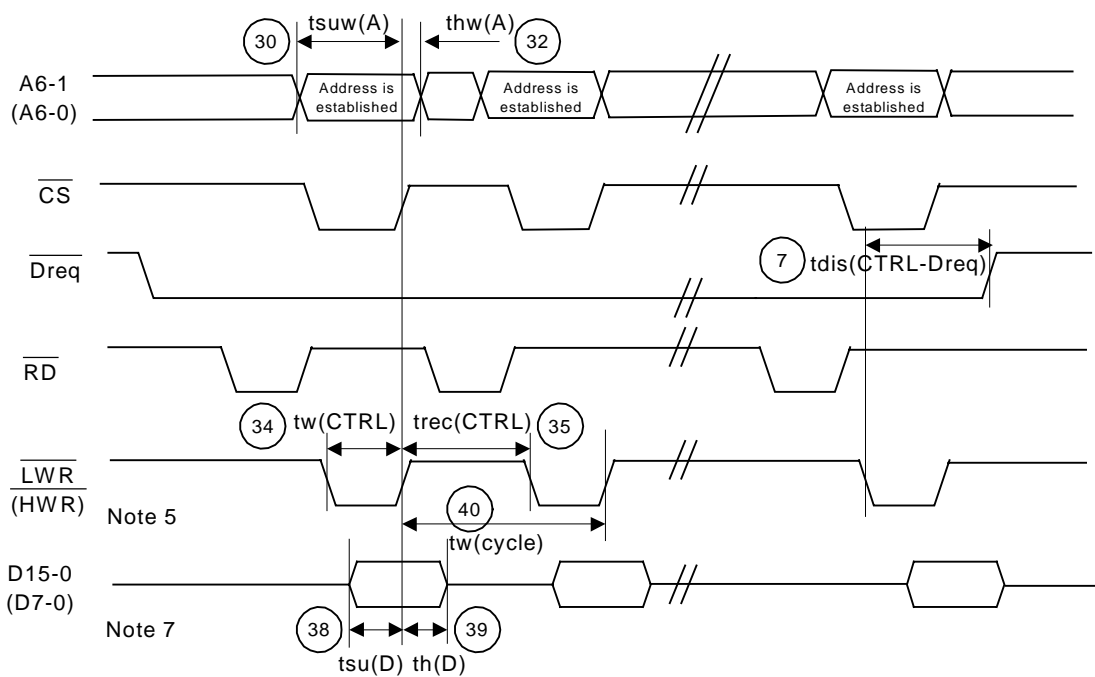 30 tsuw(A) thw(A) 32
A6-1
(A6-0)
Address is established
Address is established
Address is established
CS
Dreq
7 tdis(CTRL-Dreq)
RD
34 tw(CTRL) trec(CTRL) 35
LWR
(HWR)
Note 5
40
tw(cycle)
D15-0
(D7-0)
Note 7
38 39
tsu(D) th(D)